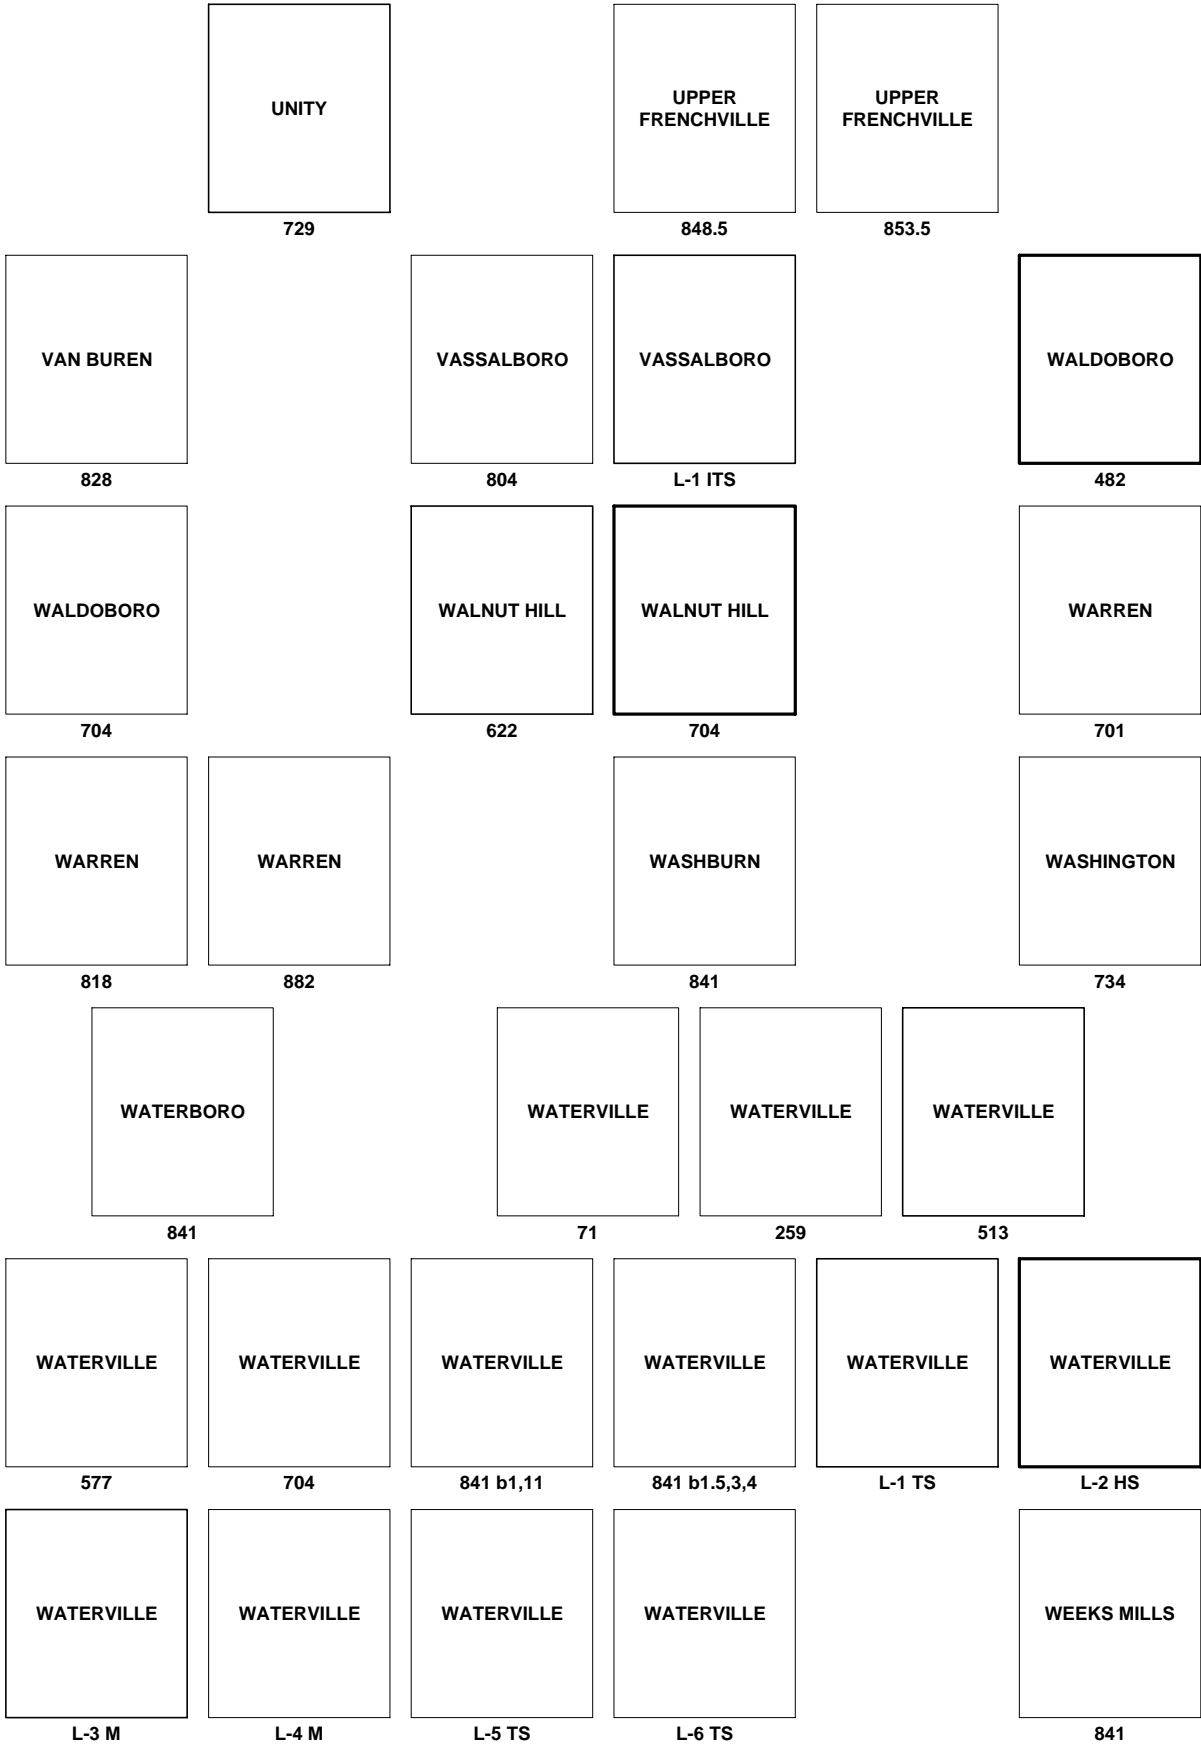 UNITY
UPPER
FRENCHVILLE
UPPER
FRENCHVILLE
729
848.5
853.5
VAN BUREN
VASSALBORO
VASSALBORO
WALDOBORO
828
804
L-1 ITS
482
WALDOBORO
WALNUT HILL
WALNUT HILL
WARREN
704
622
704
701
WARREN
WARREN
WASHBURN
WASHINGTON
818
882
841
734
WATERBORO
WATERVILLE
WATERVILLE
WATERVILLE
841
71
259
513
WATERVILLE
WATERVILLE
WATERVILLE
WATERVILLE
WATERVILLE
WATERVILLE
577
704
841 b1,11
841 b1.5,3,4
L-1 TS
L-2 HS
WATERVILLE
WATERVILLE
WATERVILLE
WATERVILLE
WEEKS MILLS
L-3 M
L-4 M
L-5 TS
L-6 TS
841